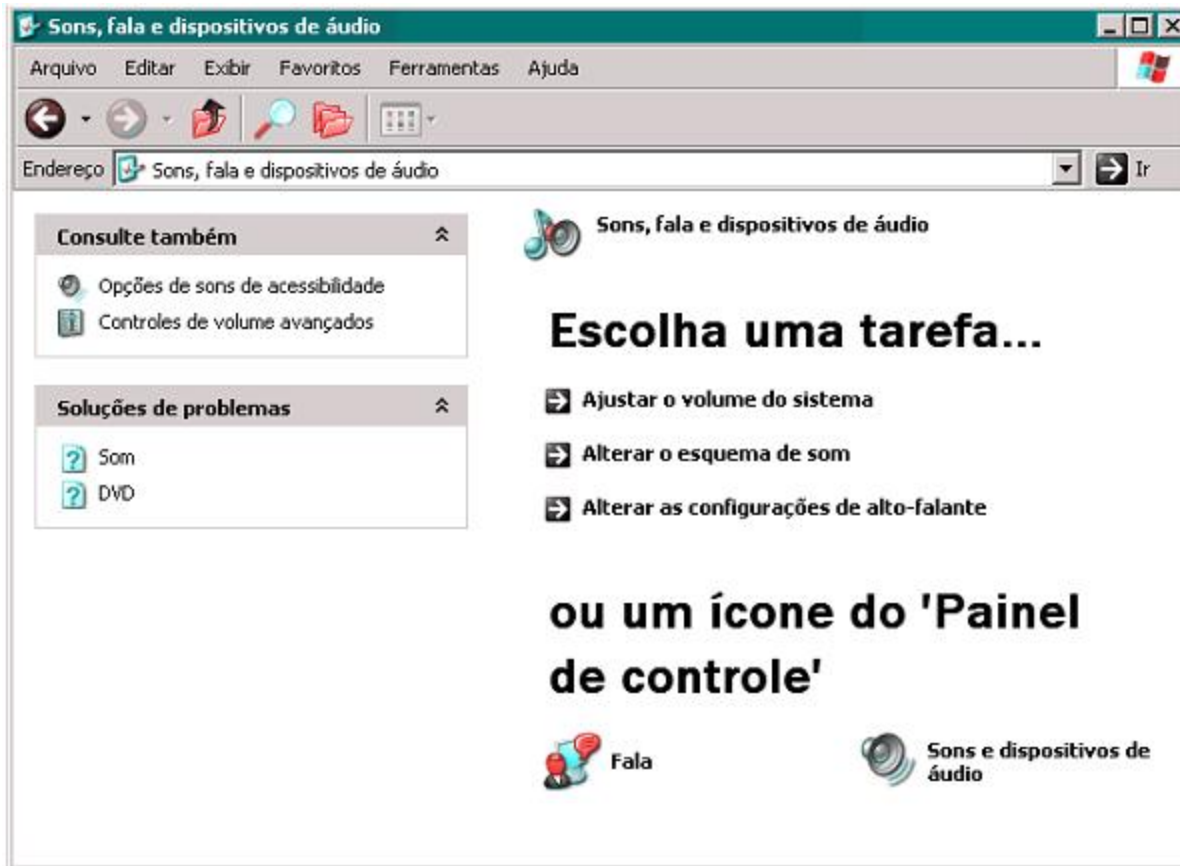 Sons, fala e dispositivos de áudio
Arquivo Editar Exibir Favoritos Ferramentas Ajuda
Endereço Sons, fala e dispositivos de áudio Ir
Consulte também
Opções de sons de acessibilidade
Controles de volume avançados
Soluções de problemas
Som
DVD
Sons, fala e dispositivos de áudio
Escolha uma tarefa...
Ajustar o volume do sistema
Alterar o esquema de som
Alterar as configurações de alto-falante
ou um ícone do 'Painel
de controle'
Fala
Sons e dispositivos de
áudio